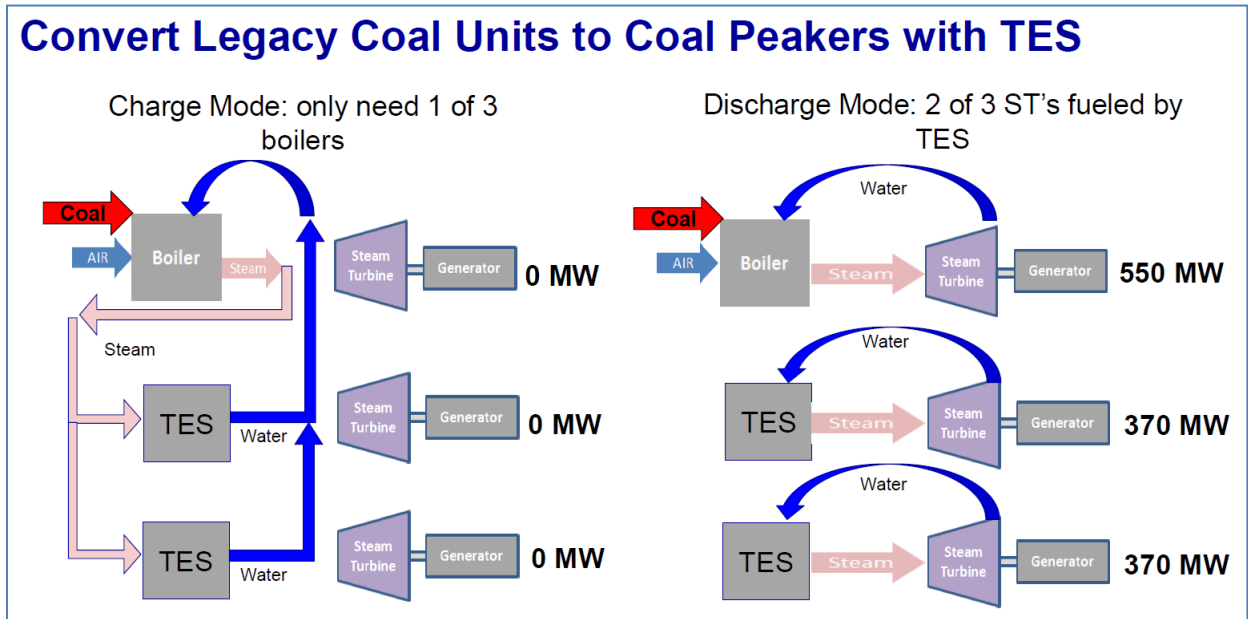 Convert Legacy Coal Units to Coal Peakers with TES
Charge Mode: only need 1 of 3
boilers
Coal
AIR
Boiler
Steam
Steam
Turbine
Generator
0 MW
Steam
TES
Water
Steam
Turbine
Generator
0 MW
TES
Water
Steam
Turbine
Generator
0 MW
Discharge Mode: 2 of 3 ST's fueled by
TES
Water
Coal
AIR
Boiler
Steam
Steam
Turbine
Generator
550 MW
Water
TES
Steam
Steam
Turbine
Generator
370 MW
Water
TES
Steam
Steam
Turbine
Generator
370 MW